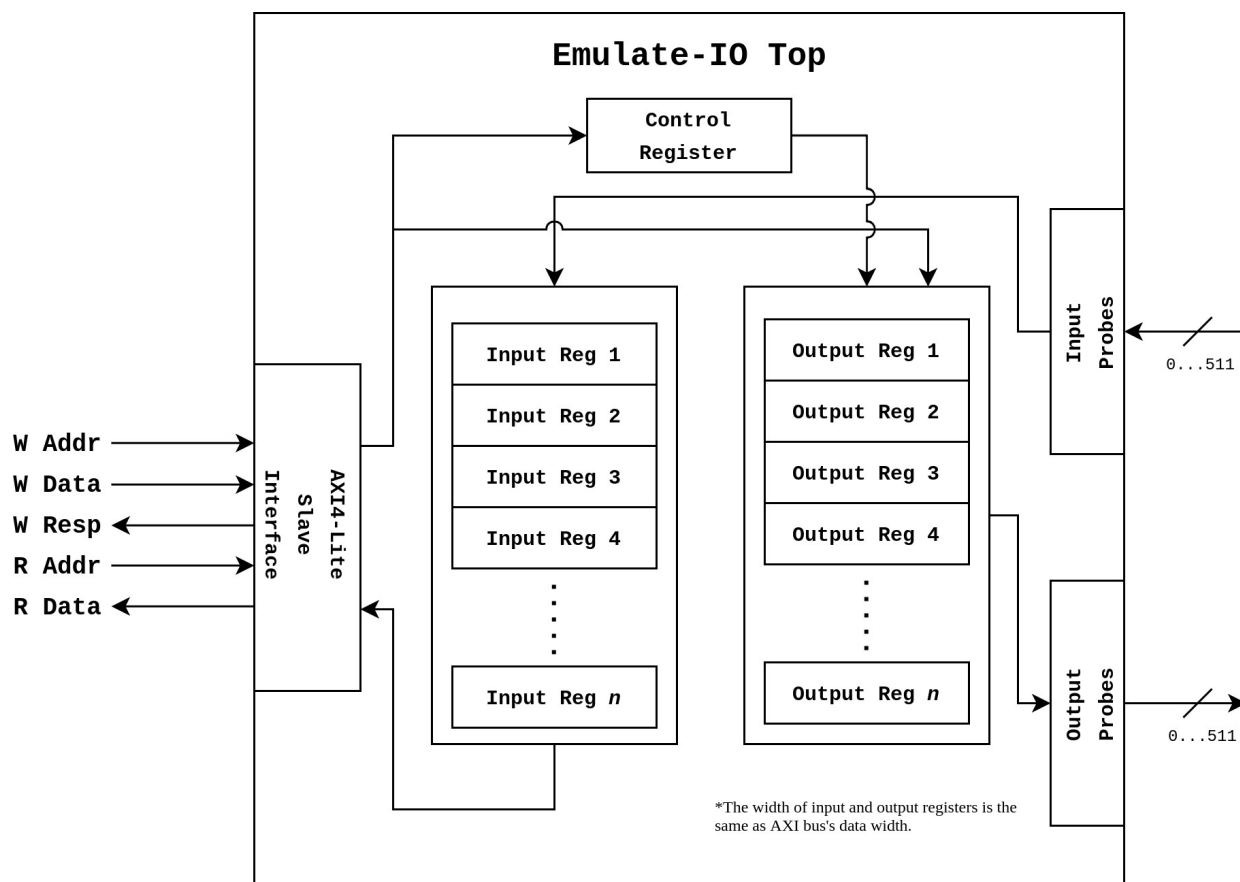 Emulate-IO Top
Control
Register
Input Reg 1
Input Reg 2
Input Reg 3
Input Reg 4
Input Reg n
Output Reg 1
Output Reg 2
Output Reg 3
Output Reg 4
Output Reg n
Input
Probes
0...511
Output
Probes
0...511
W Addr
W Data
W Resp
R Addr
R Data
AXI4-Lite
Slave
Interface
*The width of input and output registers is the
same as AXI bus's data width.